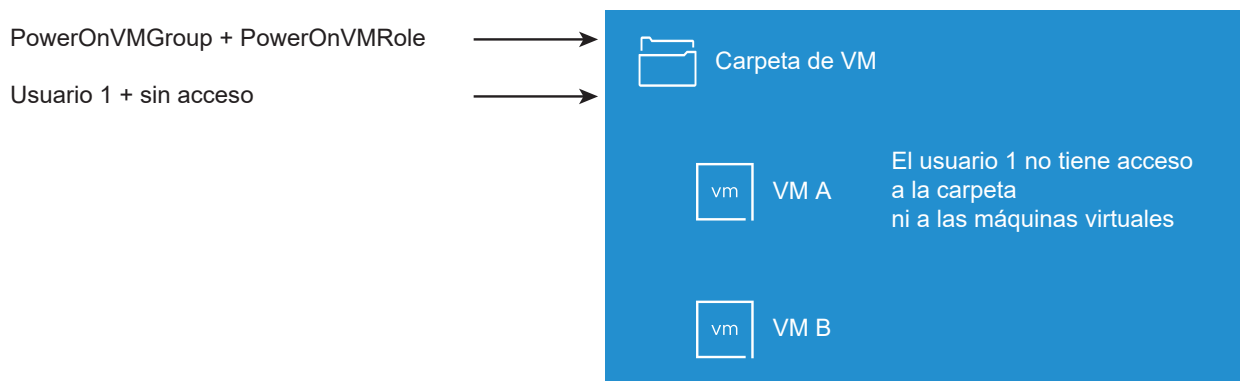 PowerOnVMGroup + PowerOnVMRole
Usuario 1 + sin acceso
Carpeta de VM
vm
VM A
El usuario 1 no tiene acceso
a la carpeta
ni a las máquinas virtuales
vm
VM B